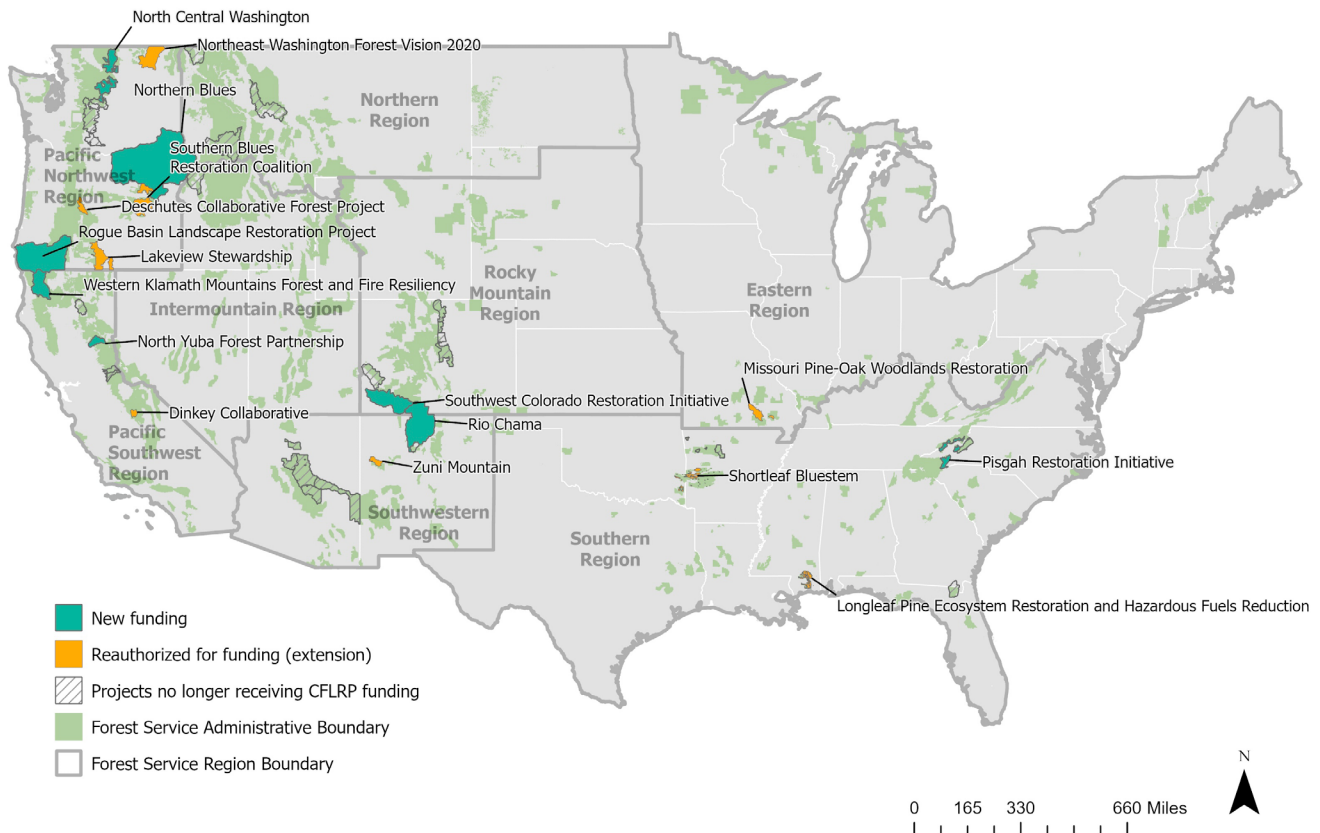 North Central Washington
Northeast Washington Forest Vision 2020
Northern Blues
Northern
Region
Southern Blues
Restoration Coalition
Pacific
Northwest
Region
Deschutes Collaborative Forest Project
Rogue Basin Landscape Restoration Project
Lakeview Stewardship
Western Klamath Mountains Forest and Fire Resiliency
Rocky
Mountain
Region
Eastern
Region
Intermountain Region
North Yuba Forest Partnership
Missouri Pine-Oak Woodlands Restoration
Southwest Colorado Restoration Initiative
Dinkey Collaborative
Rio Chama
Pacific
Southwest
Region
Zuni Mountain
Pisgah Restoration Initiative
Shortleaf Bluestem
Southwestern
Region
Southern
Region
Longleaf Pine Ecosystem Restoration and Hazardous Fuels Reduction
New funding
Reauthorized for funding (extension)
Projects no longer receiving CFLRP funding
Forest Service Administrative Boundary
Forest Service Region Boundary
N
0 165 330 660 Miles